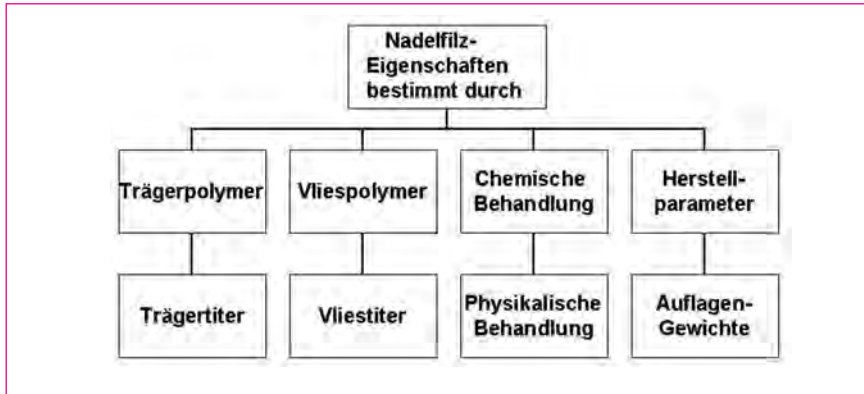 Nadelfilz-
Eigenschaften
bestimmt durch
Trägerpolymer
Vliespolymer
Chemische
Behandlung
Herstell-
parameter
Trägertiter
Vliestiter
Physikalische
Behandlung
Auflagen-
Gewichte